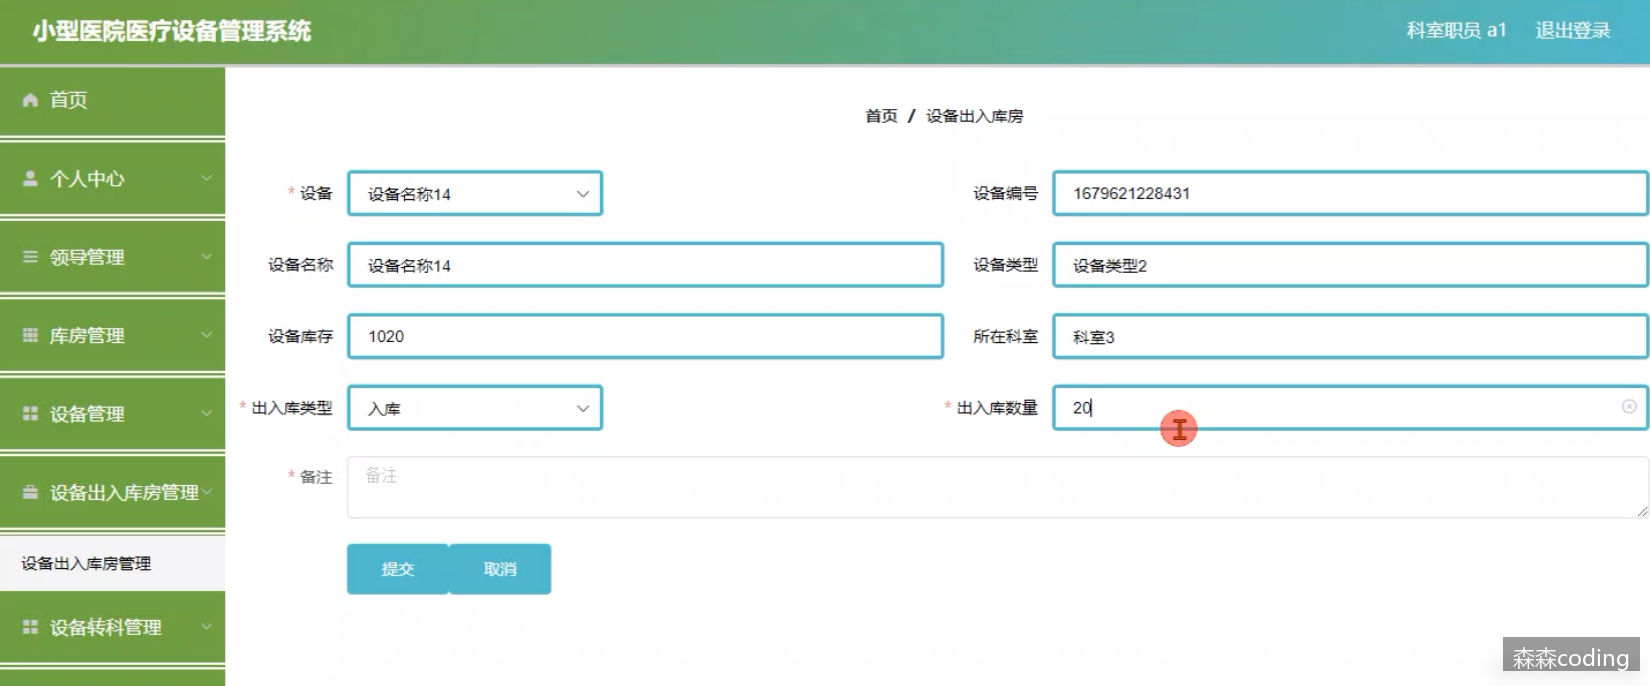 小型医院医疗设备管理系统
科室职员 a1 退出登录
首页
个人中心
领导管理
库房管理
设备管理
设备出入库房管理
设备出入库房管理
设备转科管理
首页 / 设备出入库房
* 设备 设备名称14
设备编号 1679621228431
设备名称 设备名称14
设备类型 设备类型2
设备库存 1020
所在科室 科室3
* 出入库类型 入库
* 出入库数量 20
* 备注 备注
提交 取消
森森coding